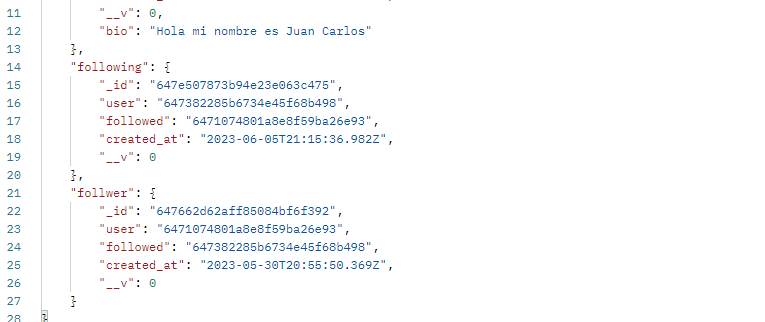 11 "__v": 0,
12 "bio": "Hola mi nombre es Juan Carlos"
13 },
14 "following": {
15 "_id": "647e507873b94e23e063c475",
16 "user": "647382285b6734e45f68b498",
17 "followed": "6471074801a8e8f59ba26e93",
18 "created_at": "2023-06-05T21:15:36.982Z",
19 "__v": 0
20 },
21 "follwer": {
22 "_id": "647662d62aff85084bf6f392",
23 "user": "6471074801a8e8f59ba26e93",
24 "followed": "647382285b6734e45f68b498",
25 "created_at": "2023-05-30T20:55:50.369Z",
26 "__v": 0
27 }
28 }